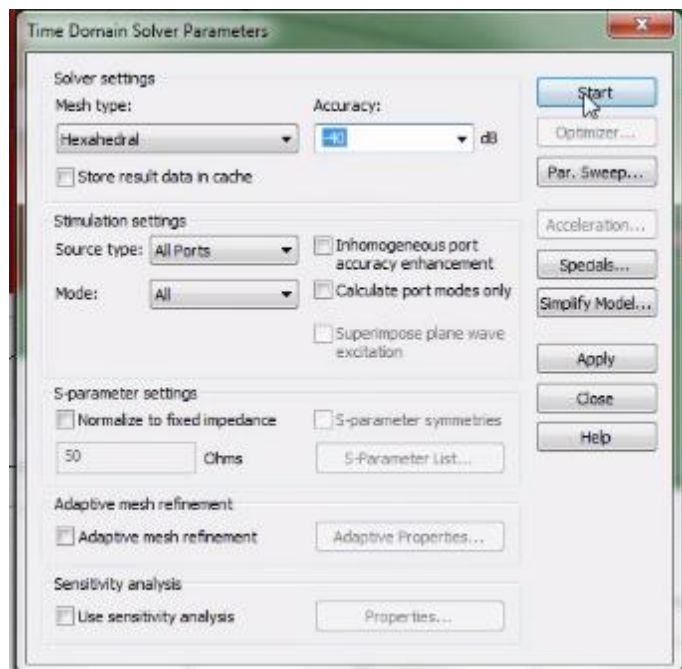 Time Domain Solver Parameters
Solver settings
Mesh type:
Accuracy:
Hexahedral
-40
dB
Store result data in cache
Stimulation settings
Source type:
All Ports
Inhomogeneous port
accuracy enhancement
Mode:
All
Calculate port modes only
Superimpose plane wave
excitation
S-parameter settings
Normalize to fixed impedance
S-parameter symmetries
50
Ohms
S-Parameter List...
Adaptive mesh refinement
Adaptive mesh refinement
Adaptive Properties...
Sensitivity analysis
Use sensitivity analysis
Properties...
Start
Optimizer...
Par. Sweep...
Acceleration...
Specials...
Simplify Model...
Apply
Close
Help